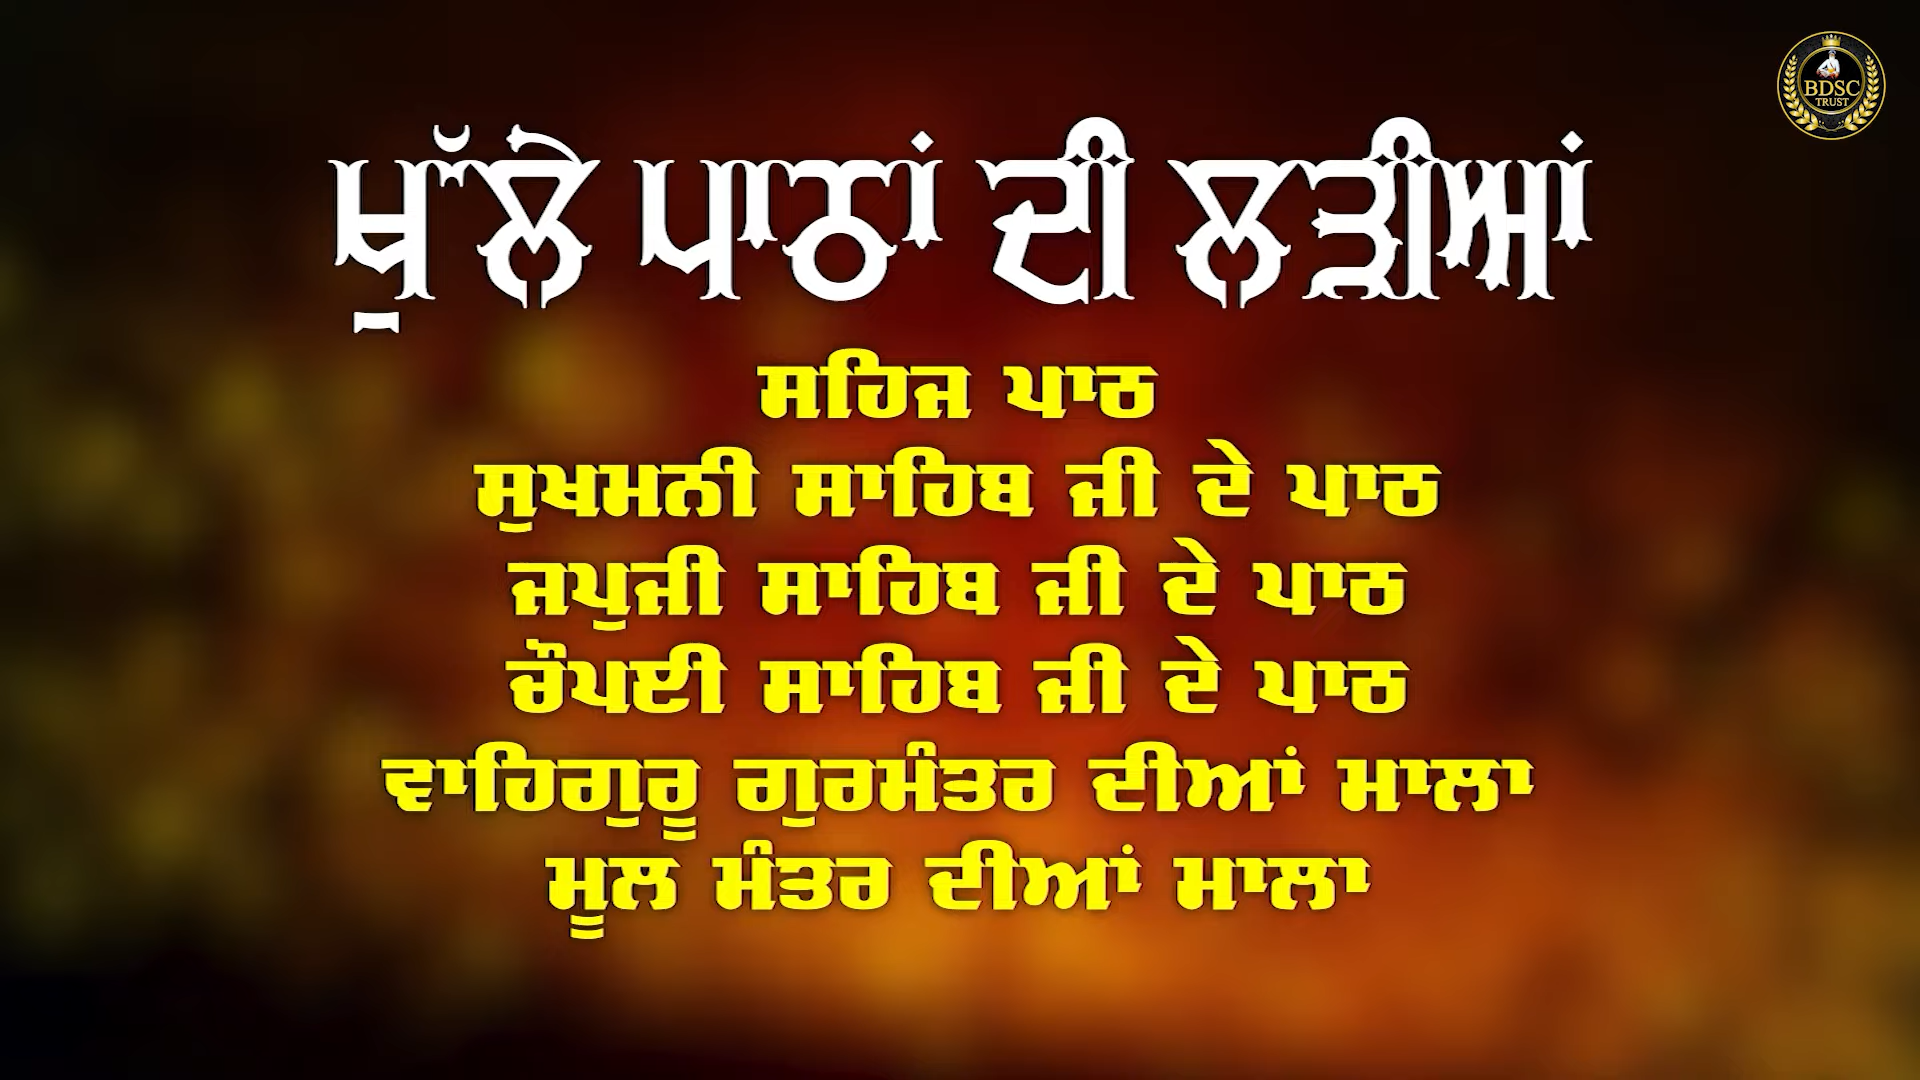 ਖੁੱਲੇ ਪਾਠਾਂ ਦੀ ਲੜੀਆਂ
ਸਹਿਜ ਪਾਠ
ਸੁਖਮਨੀ ਸਾਹਿਬ ਜੀ ਦੇ ਪਾਠ
ਜਪੁਜੀ ਸਾਹਿਬ ਜੀ ਦੇ ਪਾਠ
ਚੌਪਈ ਸਾਹਿਬ ਜੀ ਦੇ ਪਾਠ
ਵਾਹਿਗੁਰੂ ਗੁਰਮੰਤਰ ਦੀਆਂ ਮਾਲਾ
ਮੂਲ ਮੰਤਰ ਦੀਆਂ ਮਾਲਾ
BDSC
TRUST